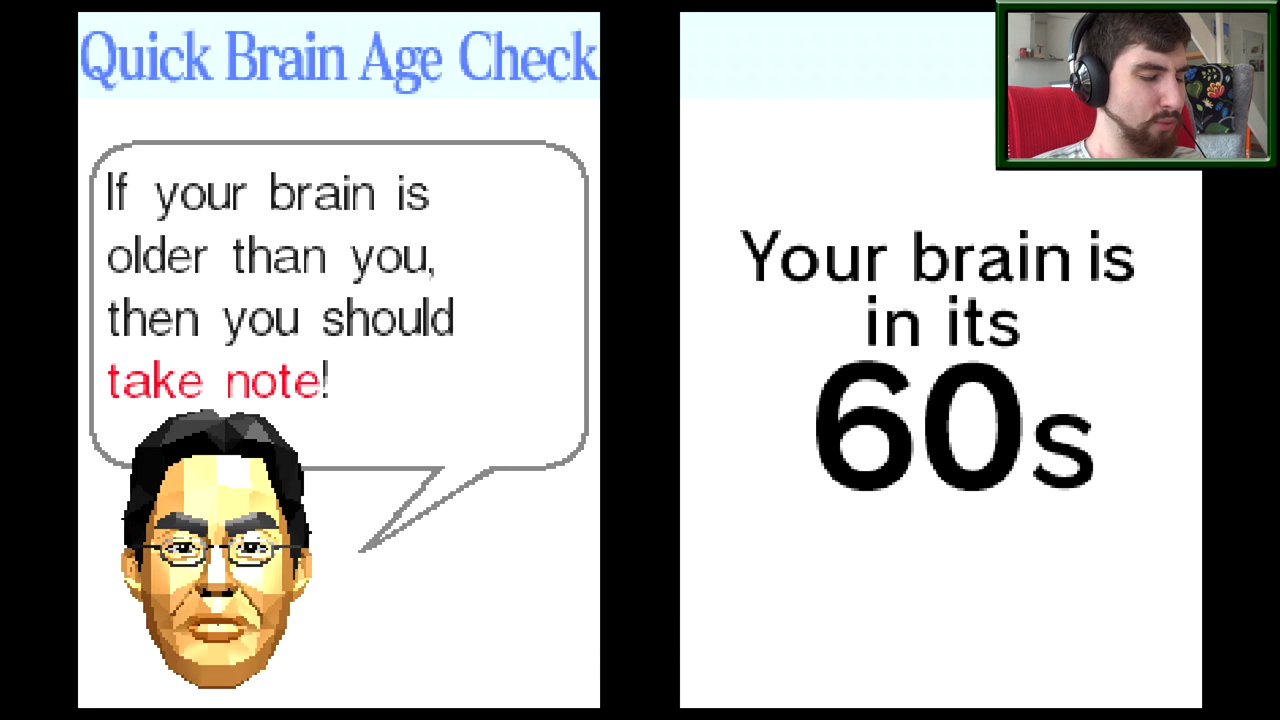 Quick Brain Age Check
If your brain is
older than you,
then you should
take note!
Your brain is
in its
60s